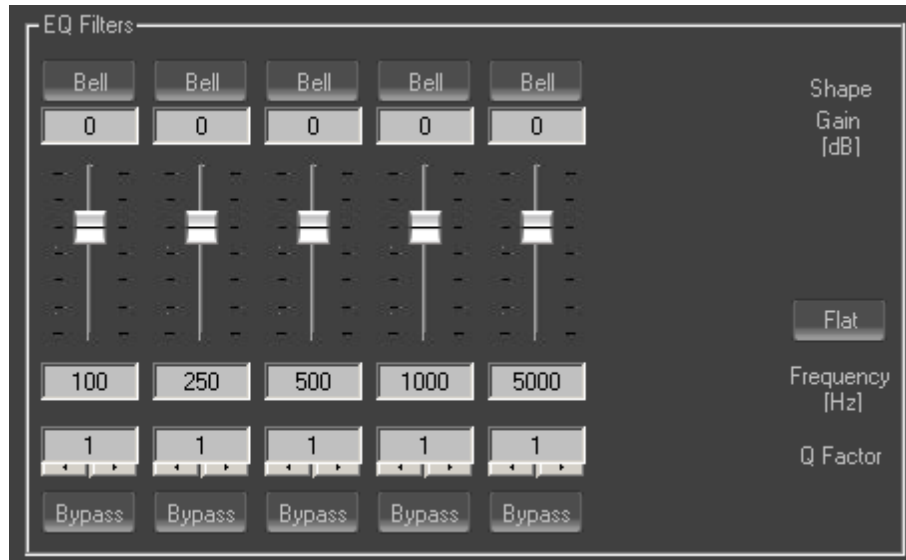 EQ Filters
Bell Bell Bell Bell Bell
Shape
0 0 0 0 0
Gain
[dB]
Flat
100 250 500 1000 5000
Frequency
[Hz]
1 1 1 1 1
Q Factor
Bypass Bypass Bypass Bypass Bypass